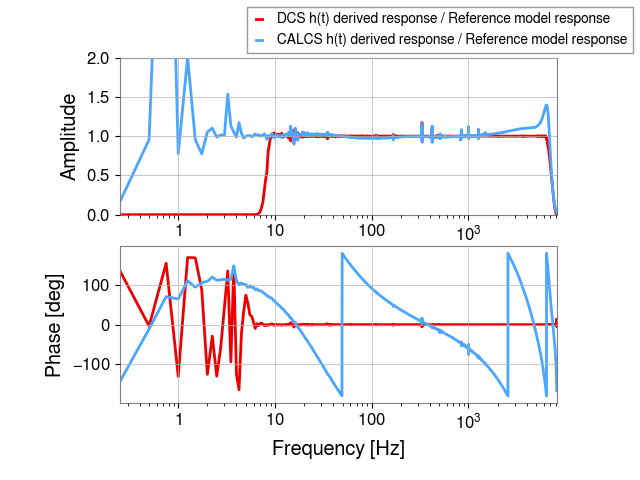 DCS h(t) derived response / Reference model response
CALCS h(t) derived response / Reference model response
Amplitude
2.0
1.5
1.0
0.5
0.0
1 10 100 10³
Phase [deg]
100
0
−100
1 10 100 10³
Frequency [Hz]